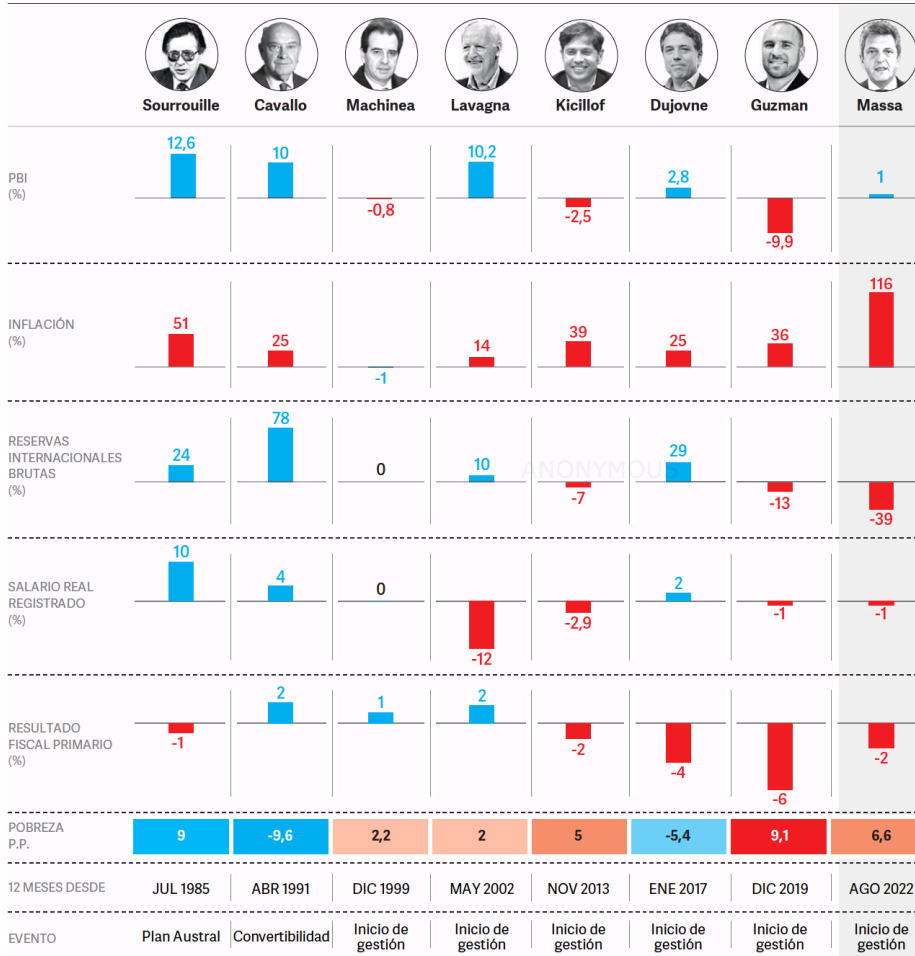 Sourrouille Cavallo Machinea Lavagna Kicillof Dujovne Guzman Massa
PBI
(%)
12,6 10 -0,8 10,2 -2,5 2,8 -9,9 1
INFLACIÓN
(%)
51 25 -1 14 39 25 36 116
RESERVAS
INTERNACIONALES
BRUTAS
(%)
24 78 0 10 -7 29 -13 -39
ANONYMOUS
SALARIO REAL
REGISTRADO
(%)
10 4 0 -12 -2,9 2 -1 -1
RESULTADO
FISCAL PRIMARIO
(%)
-1 2 1 2 -2 -4 -6 -2
POBREZA
P.P.
9 -9,6 2,2 2 5 -5,4 9,1 6,6
12 MESES DESDE JUL 1985 ABR 1991 DIC 1999 MAY 2002 NOV 2013 ENE 2017 DIC 2019 AGO 2022
EVENTO Plan Austral Convertibilidad Inicio de gestión Inicio de gestión Inicio de gestión Inicio de gestión Inicio de gestión Inicio de gestión